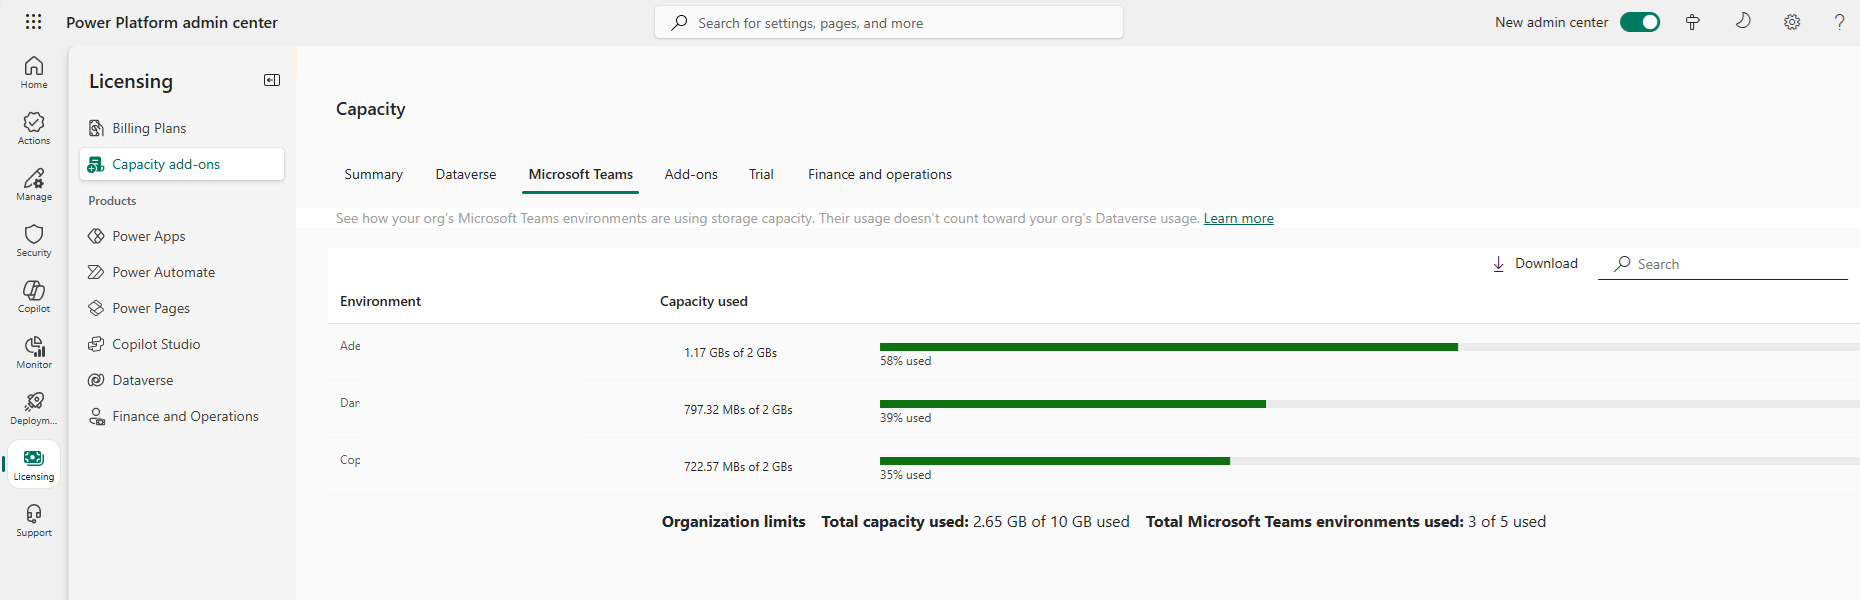 Power Platform admin center
Search for settings, pages, and more
New admin center
Home
Actions
Manage
Security
Copilot
Monitor
Deploym...
Licensing
Support
Licensing
Billing Plans
Capacity add-ons
Products
Power Apps
Power Automate
Power Pages
Copilot Studio
Dataverse
Finance and Operations
Capacity
Summary Dataverse Microsoft Teams Add-ons Trial Finance and operations
See how your org's Microsoft Teams environments are using storage capacity. Their usage doesn't count toward your org's Dataverse usage. Learn more
Download Search
Environment Capacity used
Ade 1.17 GBs of 2 GBs
58% used
Dar 797.32 MBs of 2 GBs
39% used
Cop 722.57 MBs of 2 GBs
35% used
Organization limits Total capacity used: 2.65 GB of 10 GB used Total Microsoft Teams environments used: 3 of 5 used